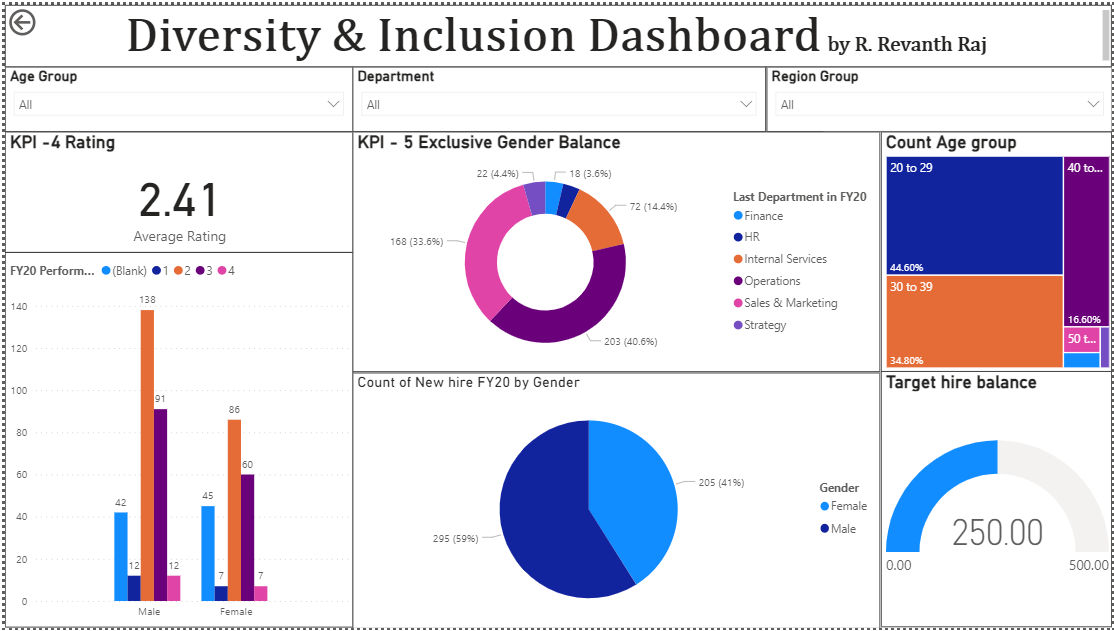 Diversity & Inclusion Dashboard by R. Revanth Raj
Age Group
All
Department
All
Region Group
All
KPI -4 Rating
2.41
Average Rating
FY20 Perform... (Blank) 1 2 3 4
140
120
100
80
60
40
20
0
42
12
138
91
12
45
7
86
60
7
Male
Female
KPI - 5 Exclusive Gender Balance
22 (4.4%)
18 (3.6%)
72 (14.4%)
168 (33.6%)
203 (40.6%)
Last Department in FY20
Finance
HR
Internal Services
Operations
Sales & Marketing
Strategy
Count of New hire FY20 by Gender
205 (41%)
295 (59%)
Gender
Female
Male
Count Age group
20 to 29
44.60%
30 to 39
34.80%
40 to...
16.60%
50 t...
Target hire balance
250.00
0.00
500.00